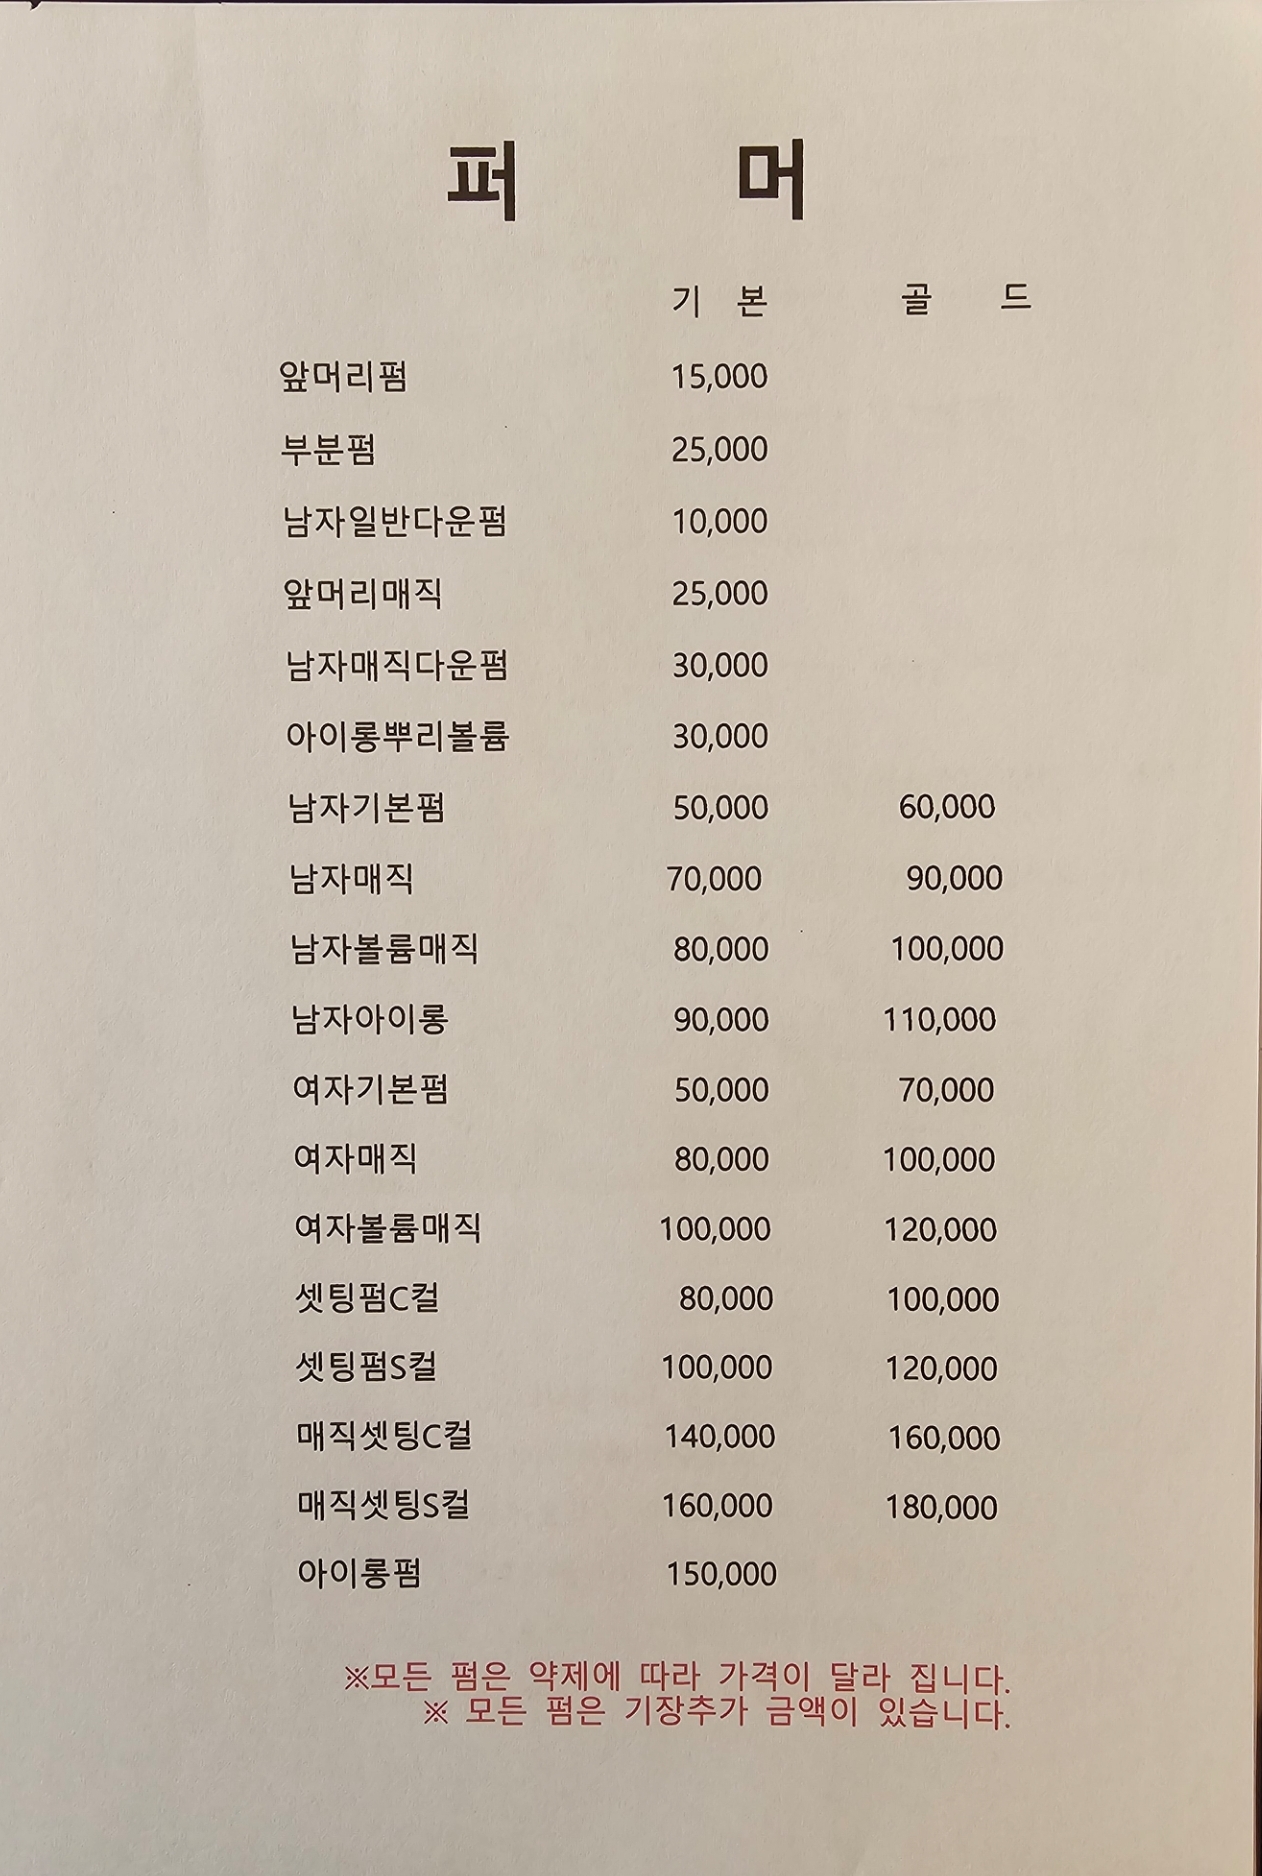 퍼 머
기 본 골 드
앞머리펌 15,000
부분펌 25,000
남자일반다운펌 10,000
앞머리매직 25,000
남자매직다운펌 30,000
아이롱뿌리볼륨 30,000
남자기본펌 50,000 60,000
남자매직 70,000 90,000
남자볼륨매직 80,000 100,000
남자아이롱 90,000 110,000
여자기본펌 50,000 70,000
여자매직 80,000 100,000
여자볼륨매직 100,000 120,000
셋팅펌C컬 80,000 100,000
셋팅펌S컬 100,000 120,000
매직셋팅C컬 140,000 160,000
매직셋팅S컬 160,000 180,000
아이롱펌 150,000
※모든 펌은 약제에 따라 가격이 달라 집니다.
※ 모든 펌은 기장추가 금액이 있습니다.